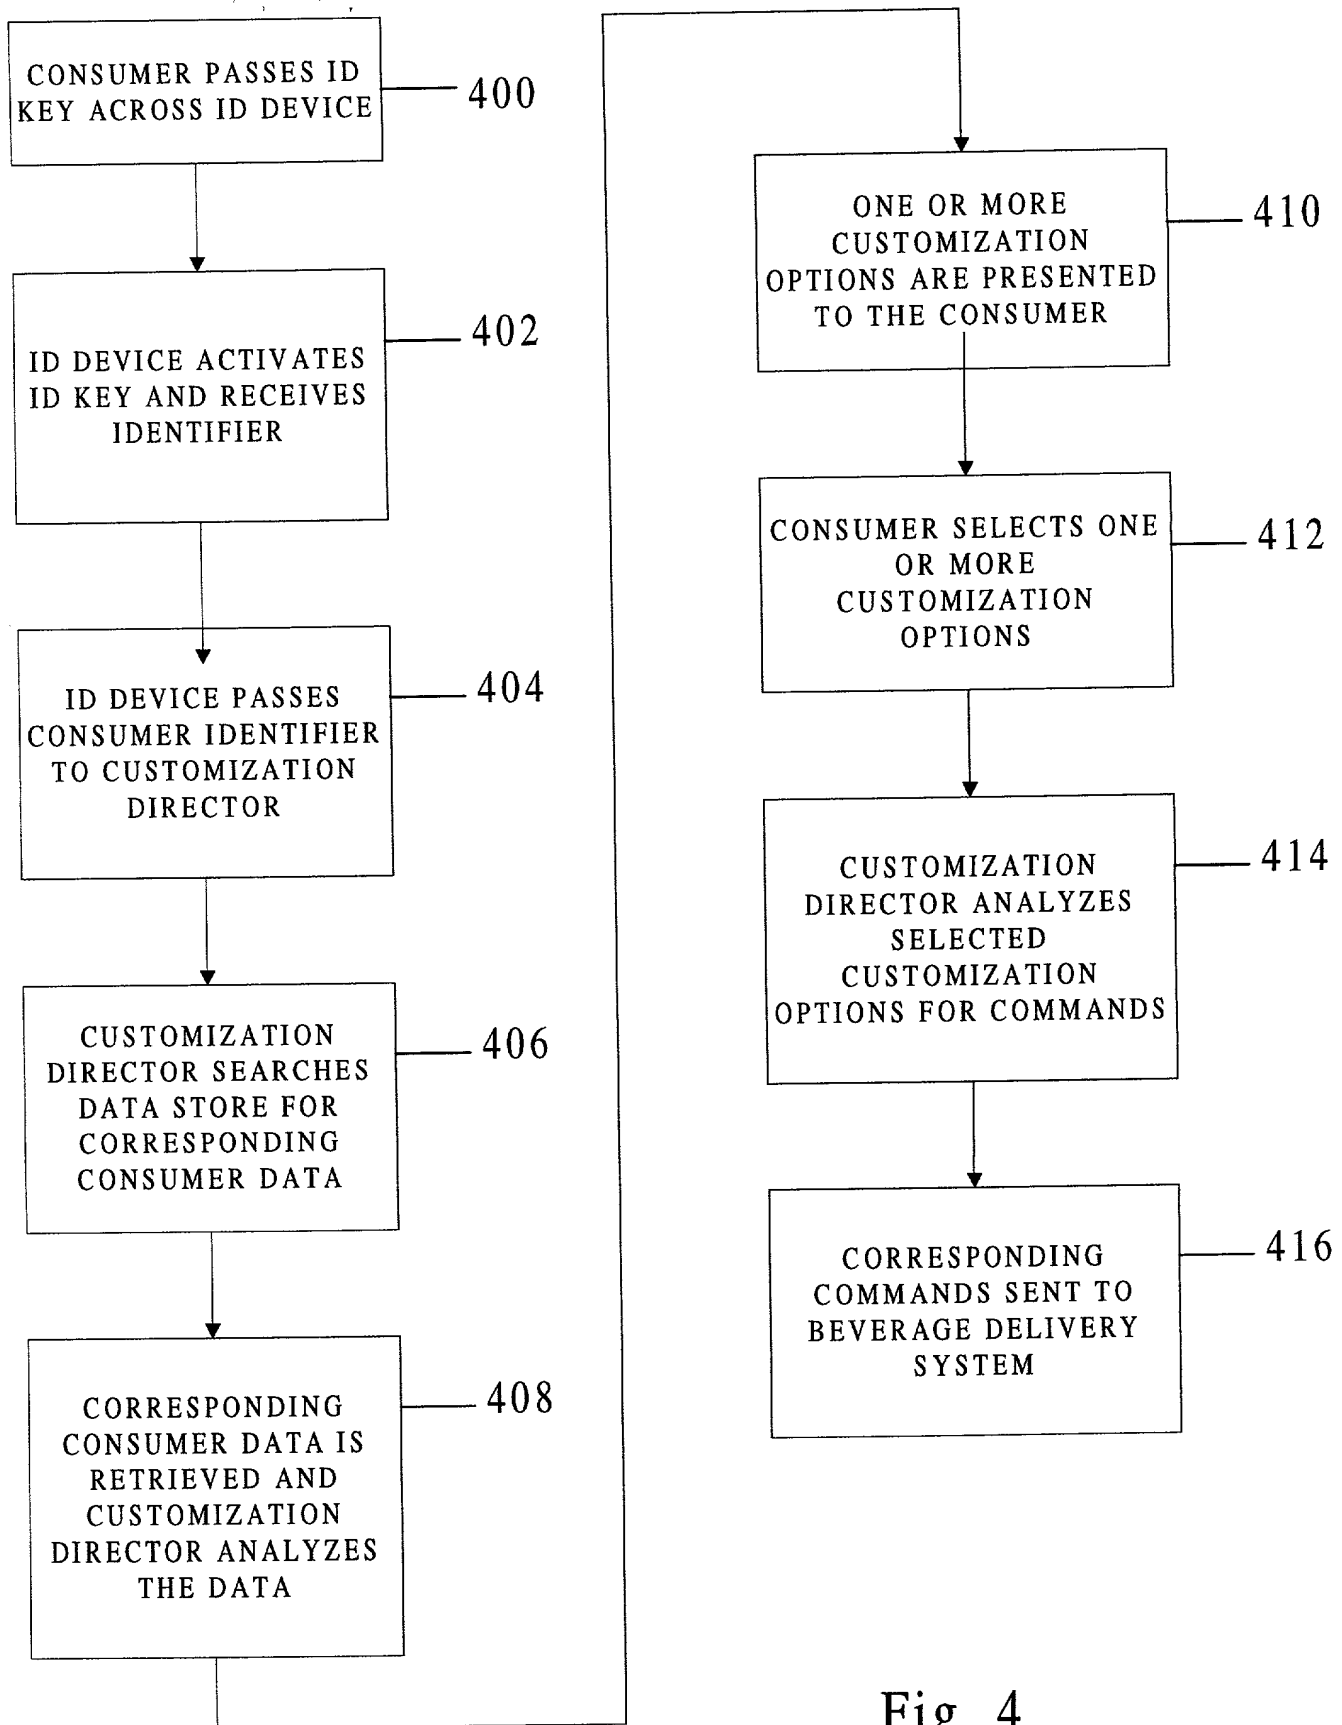 CONSUMER PASSES ID
KEY ACROSS ID DEVICE
400
ID DEVICE ACTIVATES
ID KEY AND RECEIVES
IDENTIFIER
402
ID DEVICE PASSES
CONSUMER IDENTIFIER
TO CUSTOMIZATION
DIRECTOR
404
CUSTOMIZATION
DIRECTOR SEARCHES
DATA STORE FOR
CORRESPONDING
CONSUMER DATA
406
CORRESPONDING
CONSUMER DATA IS
RETRIEVED AND
CUSTOMIZATION
DIRECTOR ANALYZES
THE DATA
408
ONE OR MORE
CUSTOMIZATION
OPTIONS ARE PRESENTED
TO THE CONSUMER
410
CONSUMER SELECTS ONE
OR MORE
CUSTOMIZATION
OPTIONS
412
CUSTOMIZATION
DIRECTOR ANALYZES
SELECTED
CUSTOMIZATION
OPTIONS FOR COMMANDS
414
CORRESPONDING
COMMANDS SENT TO
BEVERAGE DELIVERY
SYSTEM
416
Fig. 4